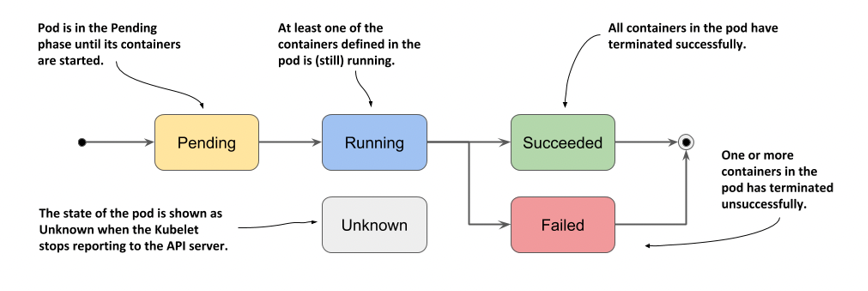 Pod is in the Pending
phase until its containers
are started.
At least one of the
containers defined in the
pod is (still) running.
All containers in the pod have
terminated successfully.
Pending
Running
Succeeded
One or more
containers in the
pod has terminated
unsuccessfully.
The state of the pod is shown as
Unknown when the Kubelet
stops reporting to the API server.
Unknown
Failed